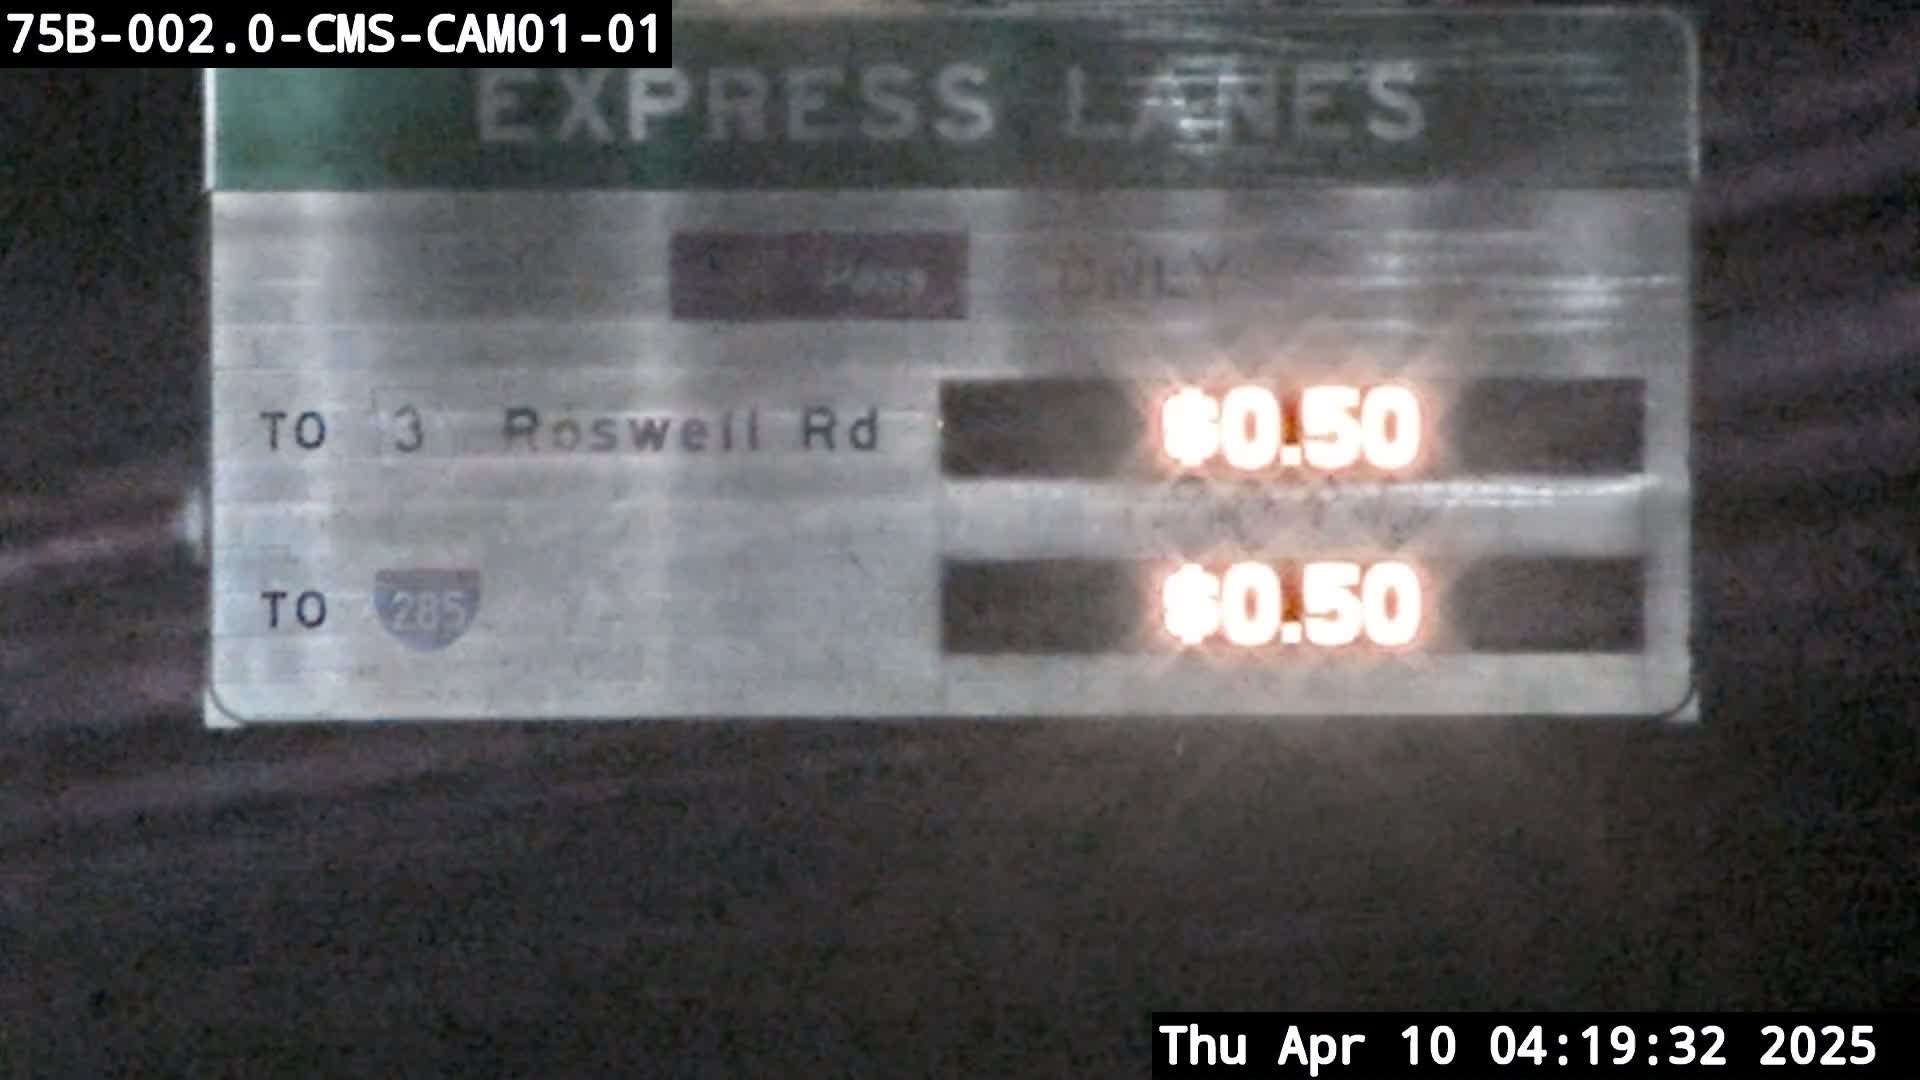 75B-002.0-CMS-CAM01-01
EXPRESS LANES
Pass ONLY
TO 3 Roswell Rd $0.50
TO 285 $0.50
Thu Apr 10 04:19:32 2025